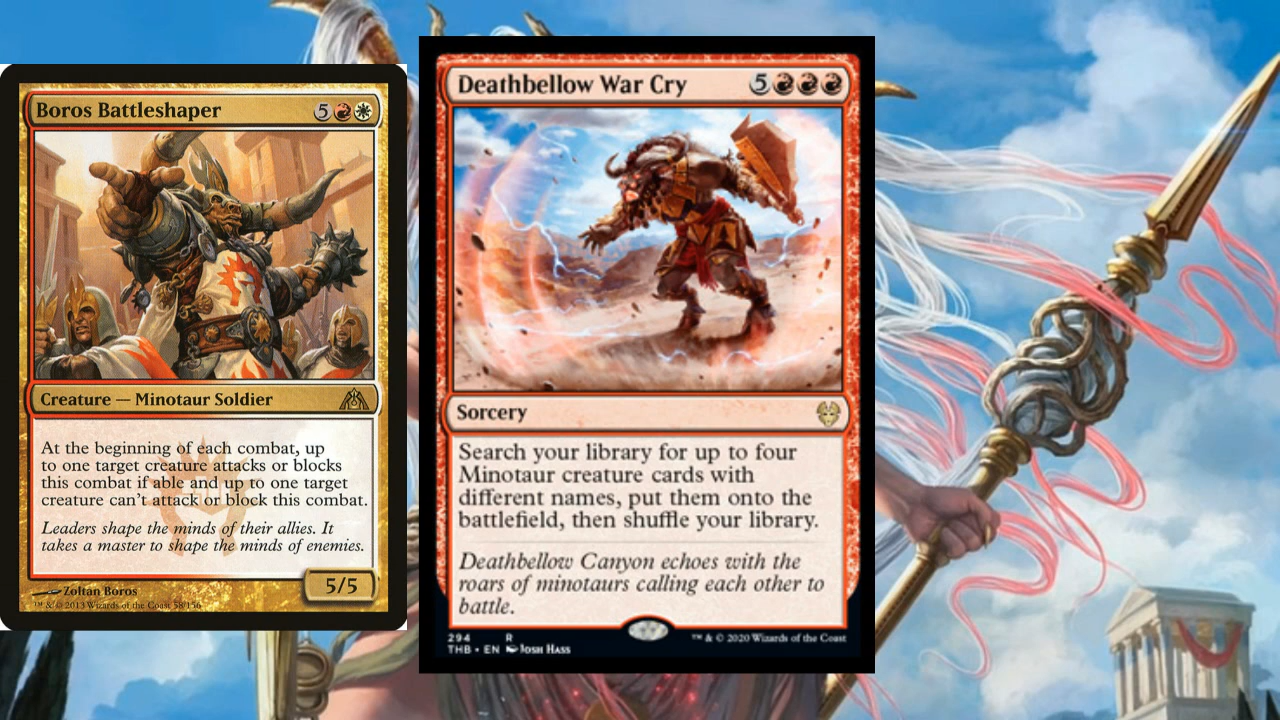 Boros Battleshaper 5
Creature — Minotaur Soldier
At the beginning of each combat, up
to one target creature attacks or blocks
this combat if able and up to one target
creature can't attack or block this combat.
Leaders shape the minds of their allies. It
takes a master to shape the minds of enemies.
5/5
Zoltan Boros
™ & © 2013 Wizards of the Coast 58/156
Deathbellow War Cry 5
Sorcery
Search your library for up to four
Minotaur creature cards with
different names, put them onto the
battlefield, then shuffle your library.
Deathbellow Canyon echoes with the
roars of minotaurs calling each other to
battle.
294 R
THB • EN Josh Hass
™ & © 2020 Wizards of the Coast